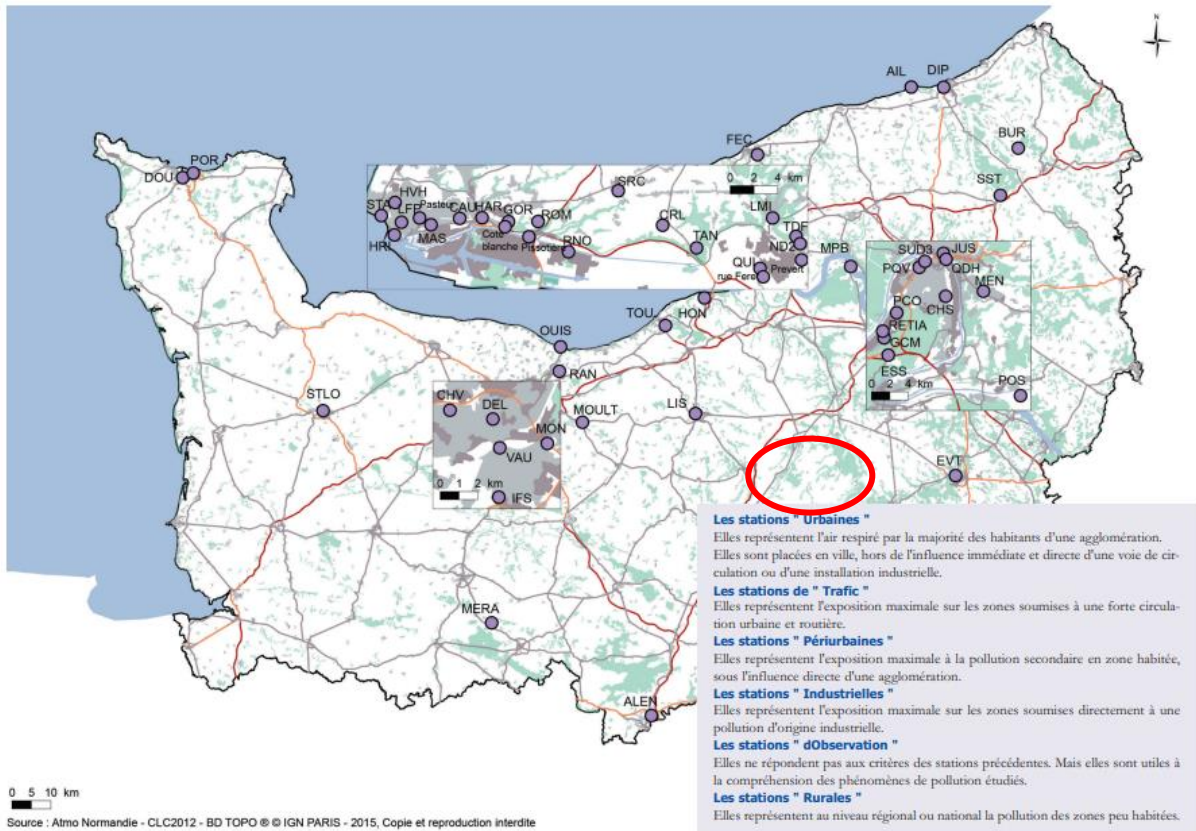 N
AIL DIP
BUR
FEC
SST
POR
DOU
SRC
0 2 4 km
HVH
STA
LFP
Pasteur
CAU
HAR
GOR
ROM
CRL
LMI
TDF
HRI
MAS
Cote
blanche
Pissotière
RNO
TAN
ND2
MPB
QUI
Prevert
rue Feret
SUD3
JUS
PQV
QDH
MEN
PCO
CHS
RETIA
GCM
ESS
0 2 4 km
POS
TOU
HON
OUIS
RAN
STLO
CHV
DEL
MON
VAU
0 1 2 km
IFS
MOULT
LIS
EVT
MERA
ALEN
Les stations " Urbaines "
Elles représentent l'air respiré par la majorité des habitants d'une agglomération.
Elles sont placées en ville, hors de l'influence immédiate et directe d'une voie de cir-
culation ou d'une installation industrielle.
Les stations de " Trafic "
Elles représentent l'exposition maximale sur les zones soumises à une forte circula-
tion urbaine et routière.
Les stations " Périurbaines "
Elles représentent l'exposition maximale à la pollution secondaire en zone habitée,
sous l'influence directe d'une agglomération.
Les stations " Industrielles "
Elles représentent l'exposition maximale sur les zones soumises directement à une
pollution d'origine industrielle.
Les stations " dObservation "
Elles ne répondent pas aux critères des stations précédentes. Mais elles sont utiles à
la compréhension des phénomènes de pollution étudiés.
Les stations " Rurales "
Elles représentent au niveau régional ou national la pollution des zones peu habitées.
0 5 10 km
Source : Atmo Normandie - CLC2012 - BD TOPO ® © IGN PARIS - 2015, Copie et reproduction interdite